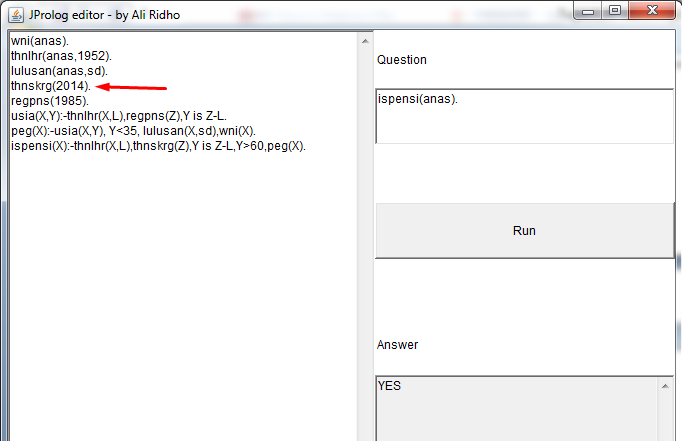 JProlog editor - by Ali Ridho
wni(anas).
thnlhr(anas,1952).
lulusan(anas,sd).
thnskrg(2014).
regpns(1985).
usia(X,Y):-thnlhr(X,L),regpns(Z),Y is Z-L.
peg(X):-usia(X,Y), Y<35, lulusan(X,sd),wni(X).
ispensi(X):-thnlhr(X,L),thnskrg(Z),Y is Z-L,Y>60,peg(X).
Question
ispensi(anas).
Run
Answer
YES